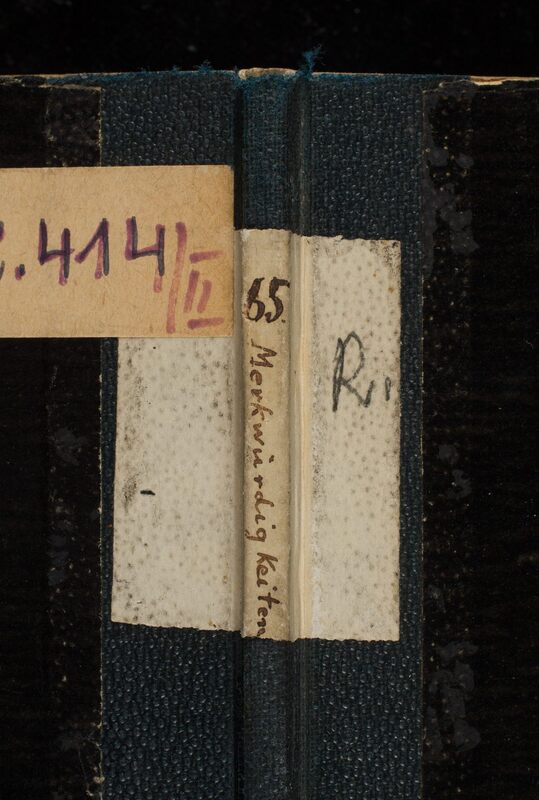 .414/II
65.
Merkwürdigkeiten
R.